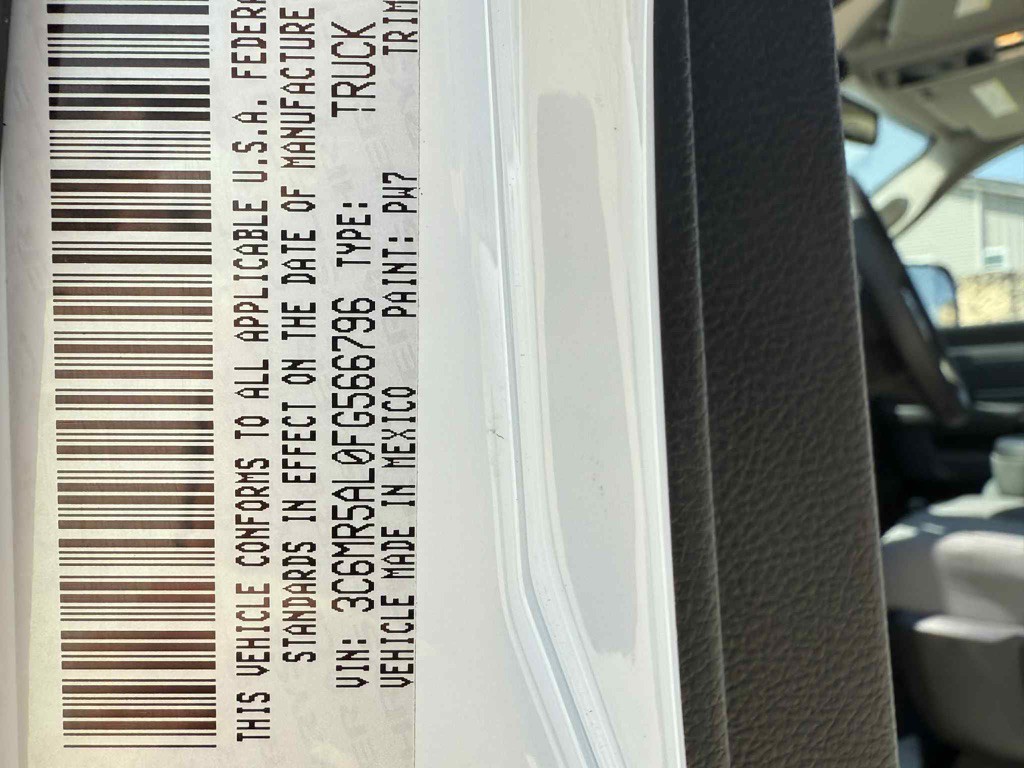 THIS VEHICLE CONFORMS TO ALL APPLICABLE U.S.A. FEDERA
STANDARDS IN EFFECT ON THE DATE OF MANUFACTURE
VIN: 3C6MR5AL0FG566796 TYPE: TRUCK
VEHICLE MADE IN MEXICO PAINT: PW7 TRIM